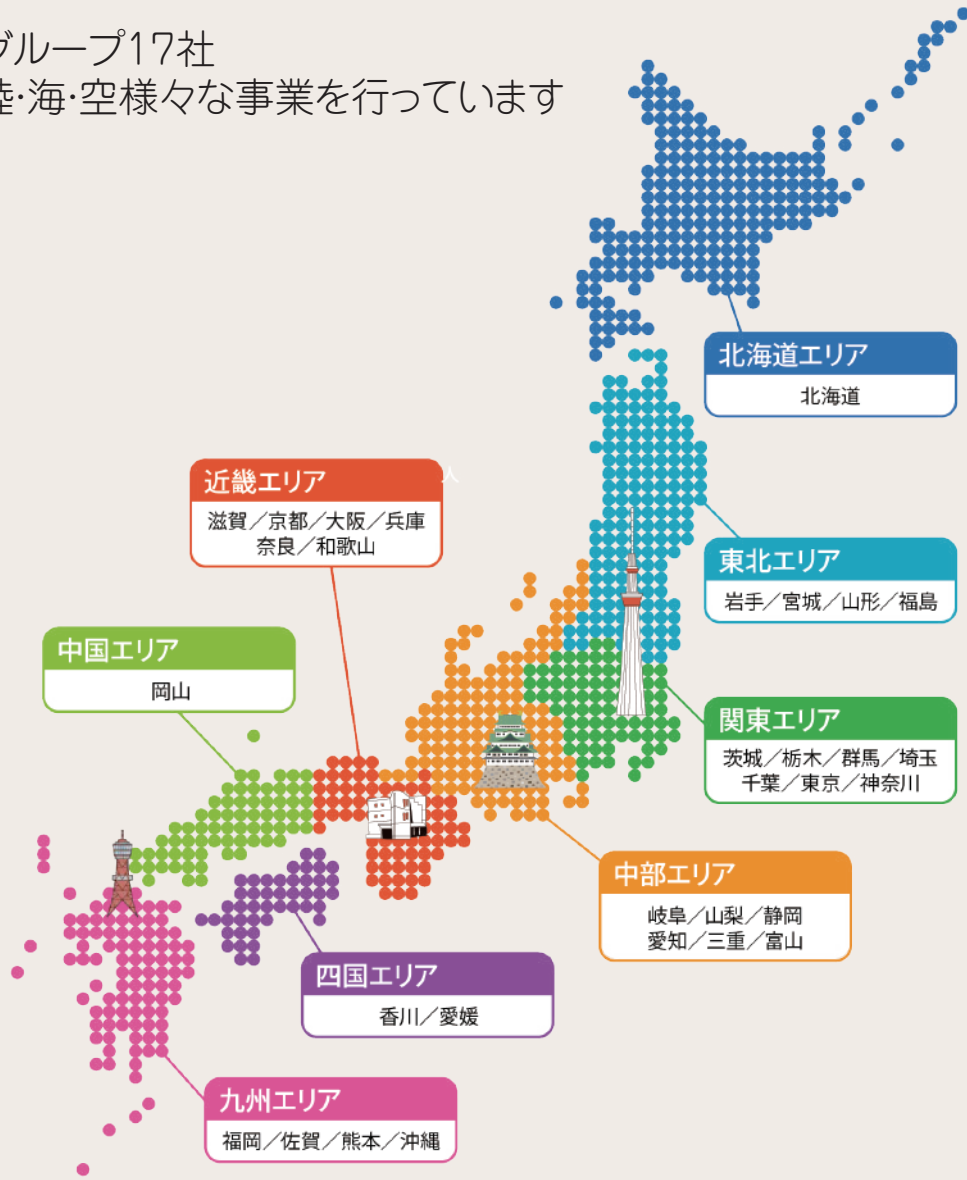 グループ17社
陸・海・空様々な事業を行っています
北海道エリア
北海道
近畿エリア
滋賀／京都／大阪／兵庫
奈良／和歌山
人
東北エリア
岩手／宮城／山形／福島
中国エリア
岡山
関東エリア
茨城／栃木／群馬／埼玉
千葉／東京／神奈川
中部エリア
岐阜／山梨／静岡
愛知／三重／富山
四国エリア
香川／愛媛
九州エリア
福岡／佐賀／熊本／沖縄